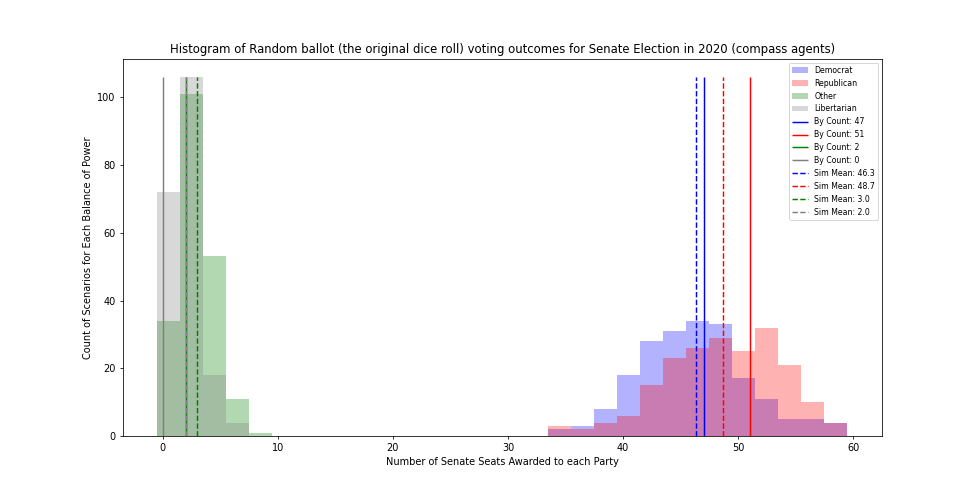 Histogram of Random ballot (the original dice roll) voting outcomes for Senate Election in 2020 (compass agents)
Democrat
Republican
Other
Libertarian
By Count: 47
By Count: 51
By Count: 2
By Count: 0
Sim Mean: 46.3
Sim Mean: 48.7
Sim Mean: 3.0
Sim Mean: 2.0
Count of Scenarios for Each Balance of Power
100
80
60
40
20
0
0 10 20 30 40 50 60
Number of Senate Seats Awarded to each Party